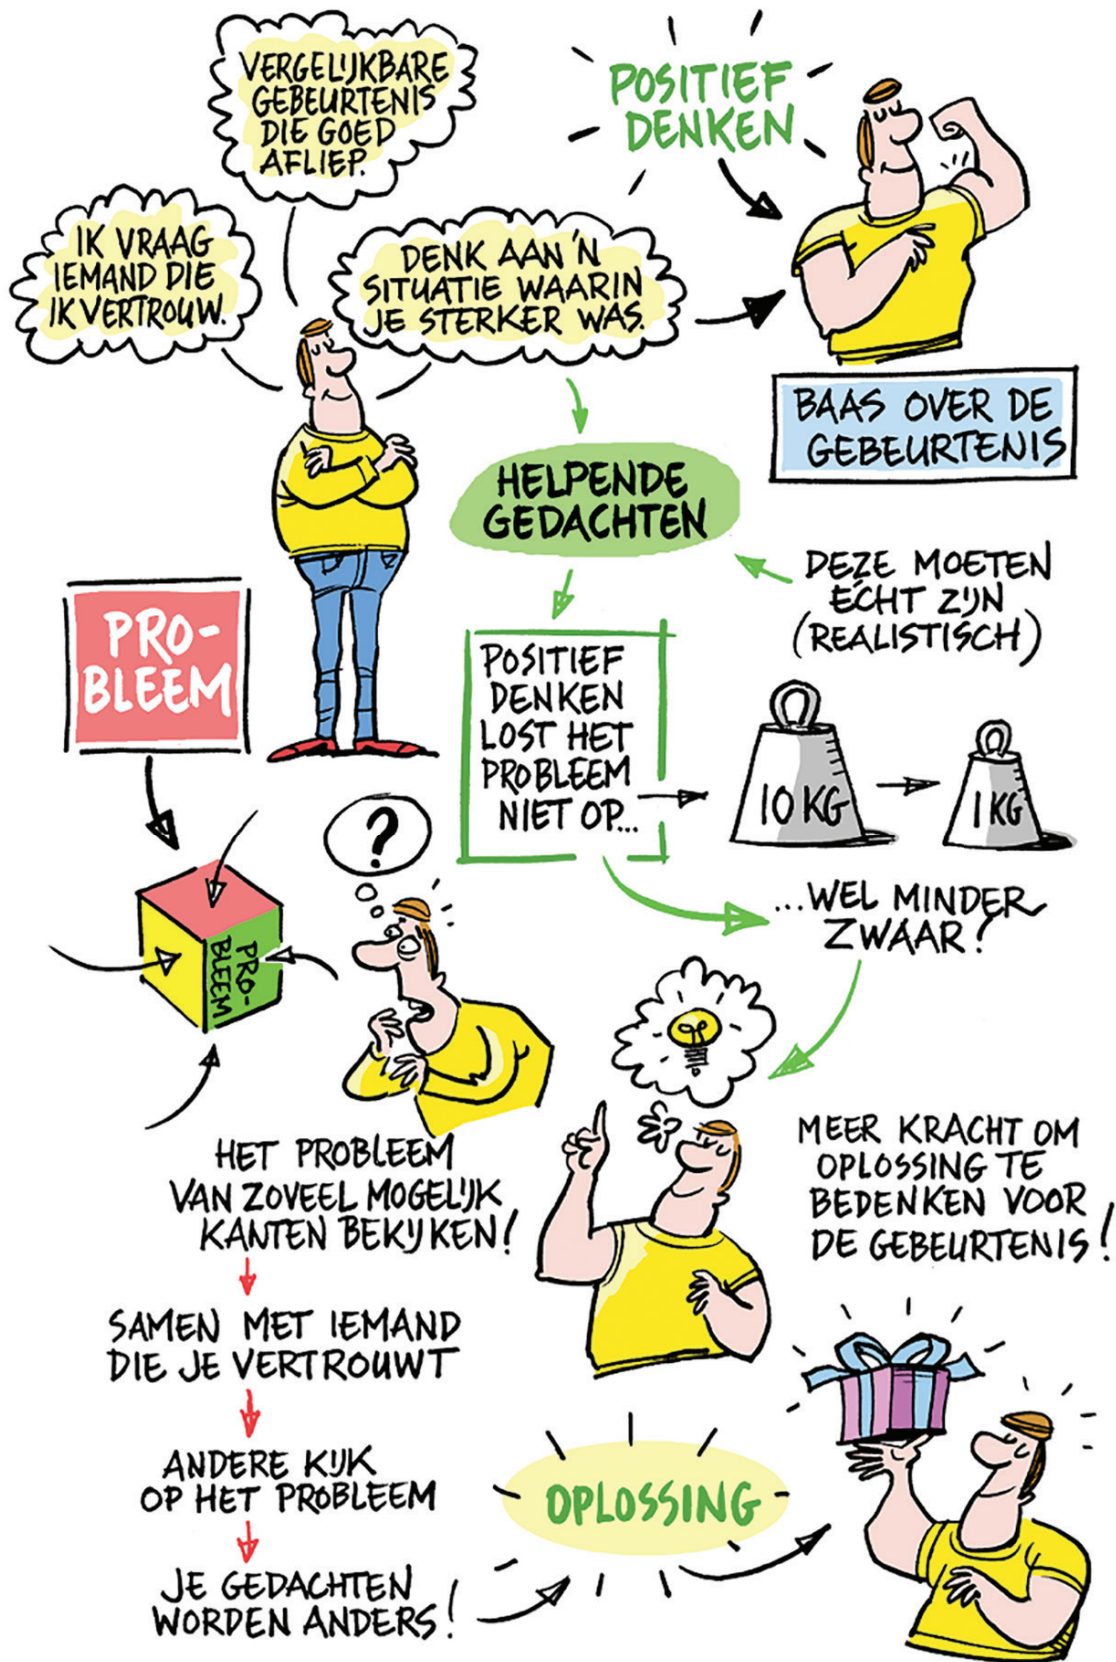 VERGELIJKBARE
GEBEURTENIS
DIE GOED
AFLIEP.
POSITIEF
DENKEN
IK VRAAG
IEMAND DIE
IK VERTROUW.
DENK AAN 'N
SITUATIE WAARIN
JE STERKER WAS.
BAAS OVER DE
GEBEURTENIS
HELPENDE
GEDACHTEN
DEZE MOETEN
ÉCHT ZIJN
(REALISTISCH)
PRO-
BLEEM
POSITIEF
DENKEN
LOST HET
PROBLEEM
NIET OP...
10 KG
1 KG
...WEL MINDER
ZWAAR!
?
PRO-
BLEEM
HET PROBLEEM
VAN ZOVEEL MOGELIJK
KANTEN BEKIJKEN!
MEER KRACHT OM
OPLOSSING TE
BEDENKEN VOOR
DE GEBEURTENIS!
SAMEN MET IEMAND
DIE JE VERTROUWT
ANDERE KIJK
OP HET PROBLEEM
JE GEDACHTEN
WORDEN ANDERS!
OPLOSSING